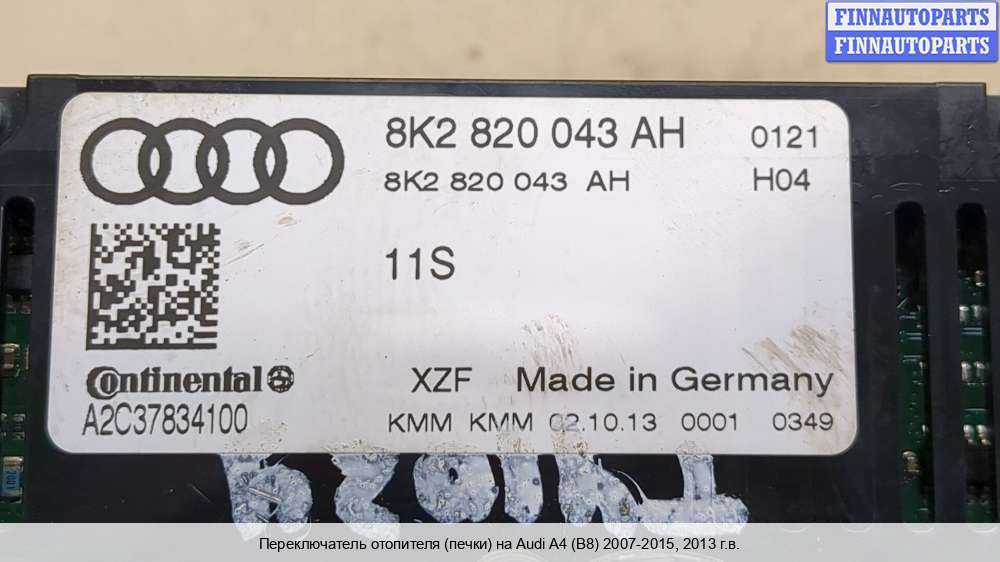 FINNAUTOPARTS
FINNAUTOPARTS
8K2 820 043 AH 0121
8K2 820 043 AH H04
11S
Continental
XZF Made in Germany
A2C37834100
KMM KMM 02.10.13 0001 0349
Переключатель отопителя (печки) на Audi A4 (B8) 2007-2015, 2013 г.в.